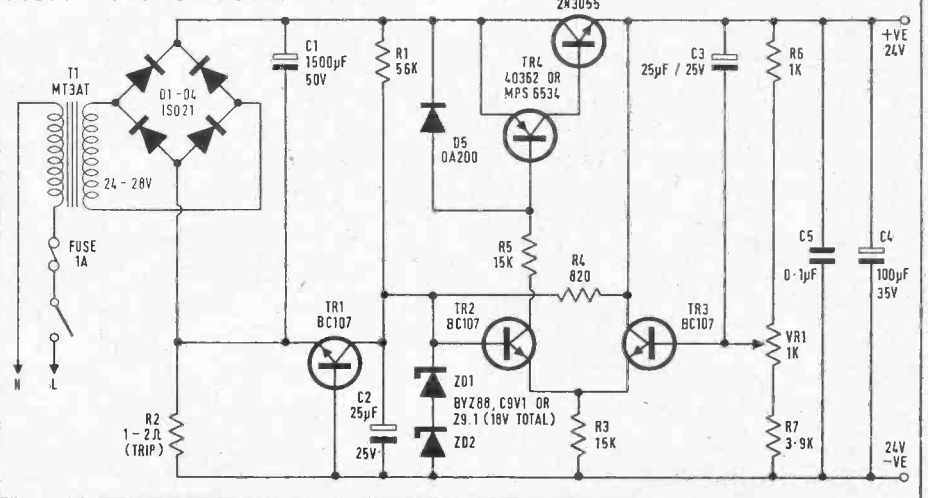 2N3055
+VE
24V
T1
MT3AT
C1
1500µF
50V
R1
56K
TR4
40362 OR
MPS 6534
C3
25µF / 25V
R6
1K
D1-D4
IS021
D5
OA200
24-28V
FUSE
1A
R5
15K
R4
820
C5
0·1µF
C4
100µF
35V
TR1
BC107
TR2
BC107
TR3
BC107
VR1
1K
N
L
C2
25µF
25V
ZD1
BYZ88, C9V1 OR
Z9.1 (18V TOTAL)
ZD2
R2
1-2Ω
(TRIP)
R3
15K
R7
3·9K
24V
-VE